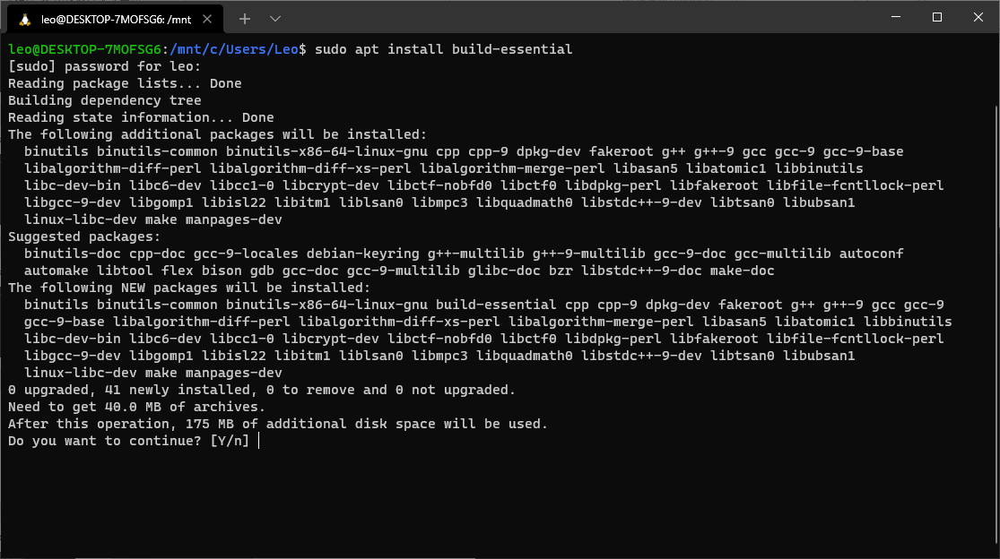 leo@DESKTOP-7MOFSG6: /mnt
leo@DESKTOP-7MOFSG6:/mnt/c/Users/Leo$ sudo apt install build-essential
[sudo] password for leo:
Reading package lists... Done
Building dependency tree
Reading state information... Done
The following additional packages will be installed:
  binutils binutils-common binutils-x86-64-linux-gnu cpp cpp-9 dpkg-dev fakeroot g++ g++-9 gcc gcc-9 gcc-9-base
  libalgorithm-diff-perl libalgorithm-diff-xs-perl libalgorithm-merge-perl libasan5 libatomic1 libbinutils
  libc-dev-bin libc6-dev libcc1-0 libcrypt-dev libctf-nobfd0 libctf0 libdpkg-perl libfakeroot libfile-fcntllock-perl
  libgcc-9-dev libgomp1 libisl22 libitm1 liblsan0 libmpc3 libquadmath0 libstdc++-9-dev libtsan0 libubsan1
  linux-libc-dev make manpages-dev
Suggested packages:
  binutils-doc cpp-doc gcc-9-locales debian-keyring g++-multilib g++-9-multilib gcc-9-doc gcc-multilib autoconf
  automake libtool flex bison gdb gcc-doc gcc-9-multilib glibc-doc bzr libstdc++-9-doc make-doc
The following NEW packages will be installed:
  binutils binutils-common binutils-x86-64-linux-gnu build-essential cpp cpp-9 dpkg-dev fakeroot g++ g++-9 gcc gcc-9
  gcc-9-base libalgorithm-diff-perl libalgorithm-diff-xs-perl libalgorithm-merge-perl libasan5 libatomic1 libbinutils
  libc-dev-bin libc6-dev libcc1-0 libcrypt-dev libctf-nobfd0 libctf0 libdpkg-perl libfakeroot libfile-fcntllock-perl
  libgcc-9-dev libgomp1 libisl22 libitm1 liblsan0 libmpc3 libquadmath0 libstdc++-9-dev libtsan0 libubsan1
  linux-libc-dev make manpages-dev
0 upgraded, 41 newly installed, 0 to remove and 0 not upgraded.
Need to get 40.0 MB of archives.
After this operation, 175 MB of additional disk space will be used.
Do you want to continue? [Y/n]